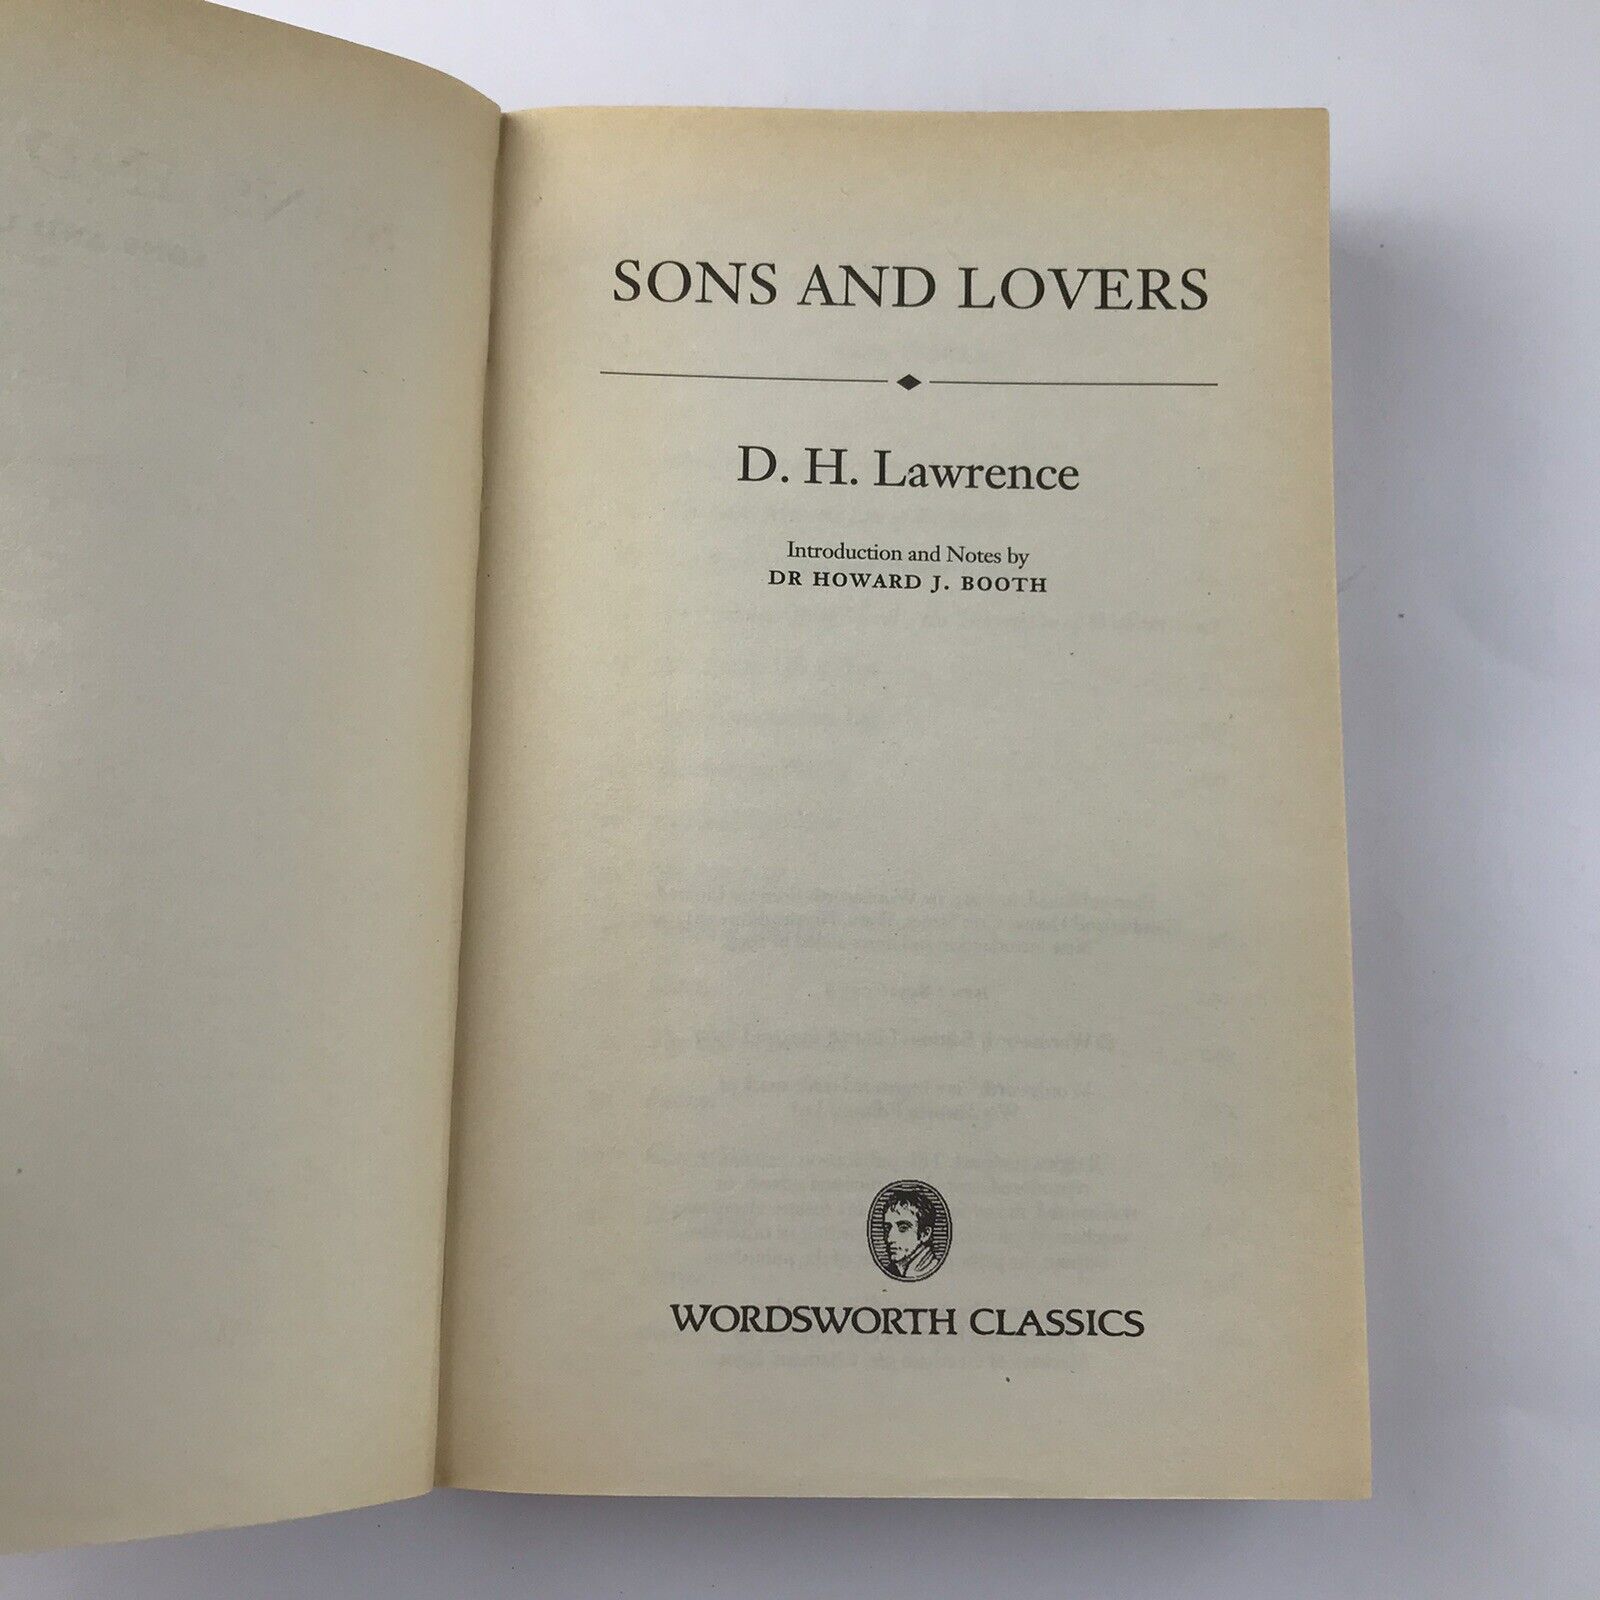 SONS AND LOVERS
D. H. Lawrence
Introduction and Notes by
DR HOWARD J. BOOTH
WORDSWORTH CLASSICS